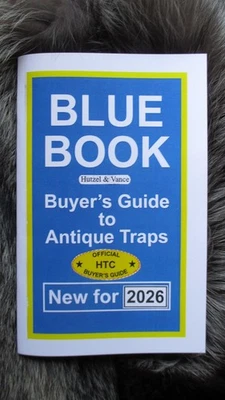 BLUE
BOOK
Hutzel & Vance
Buyer's Guide
to
Antique Traps
OFFICIAL
★ HTC ★
BUYER'S GUIDE
New for 2026